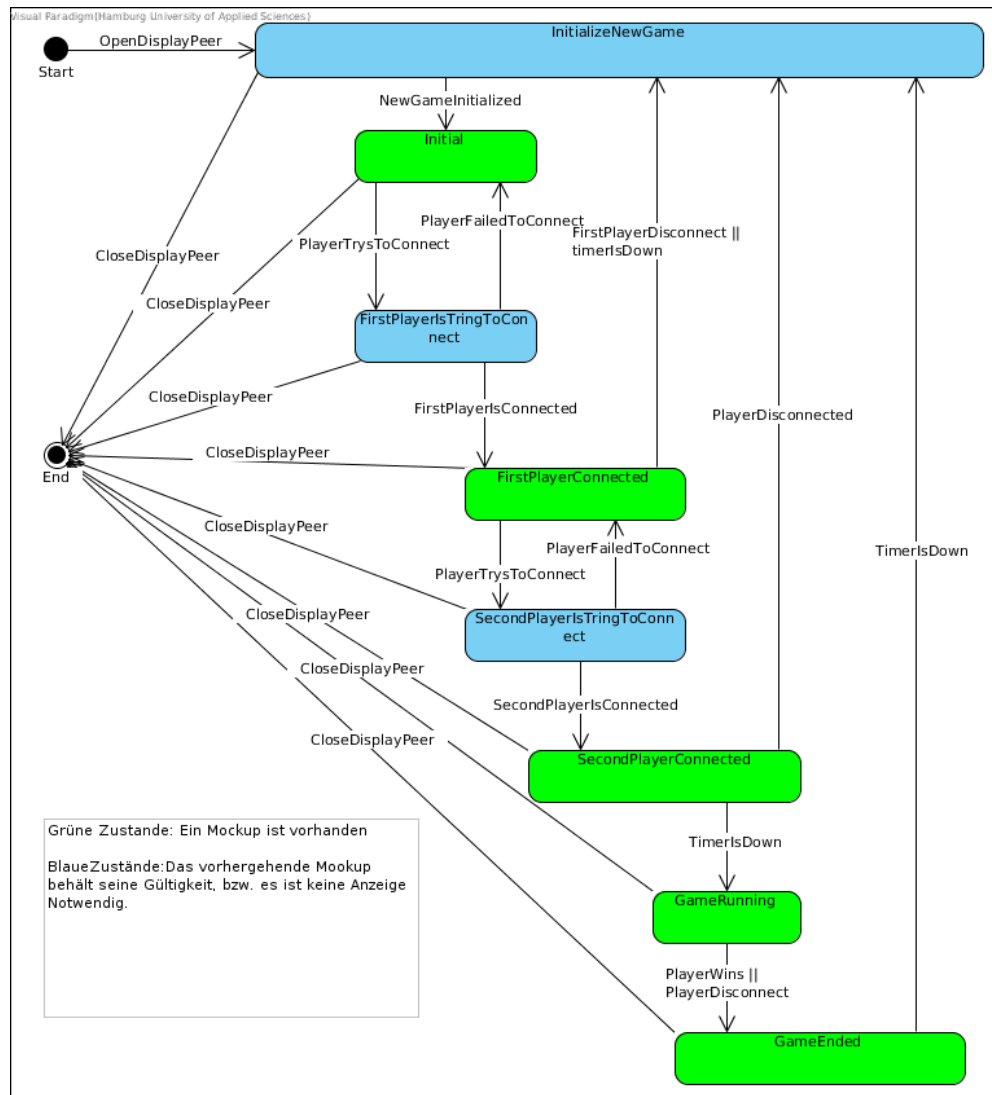 Visual Paradigm(Hamburg University of Applied Sciences)
InitializeNewGame
OpenDisplayPeer
Start
NewGameInitialized
Initial
PlayerFailedToConnect
FirstPlayerDisconnect ||
timerIsDown
PlayerTrysToConnect
CloseDisplayPeer
CloseDisplayPeer
FirstPlayerIsTringToCon
nect
CloseDisplayPeer
FirstPlayerIsConnected
PlayerDisconnected
CloseDisplayPeer
End
FirstPlayerConnected
CloseDisplayPeer
PlayerFailedToConnect
TimerIsDown
PlayerTrysToConnect
CloseDisplayPeer
SecondPlayerIsTringToConn
ect
CloseDisplayPeer
SecondPlayerIsConnected
CloseDisplayPeer
SecondPlayerConnected
Grüne Zustande: Ein Mockup ist vorhanden
BlaueZustände:Das vorhergehende Mookup
behält seine Gültigkeit, bzw. es ist keine Anzeige
Notwendig.
TimerIsDown
GameRunning
PlayerWins ||
PlayerDisconnect
GameEnded